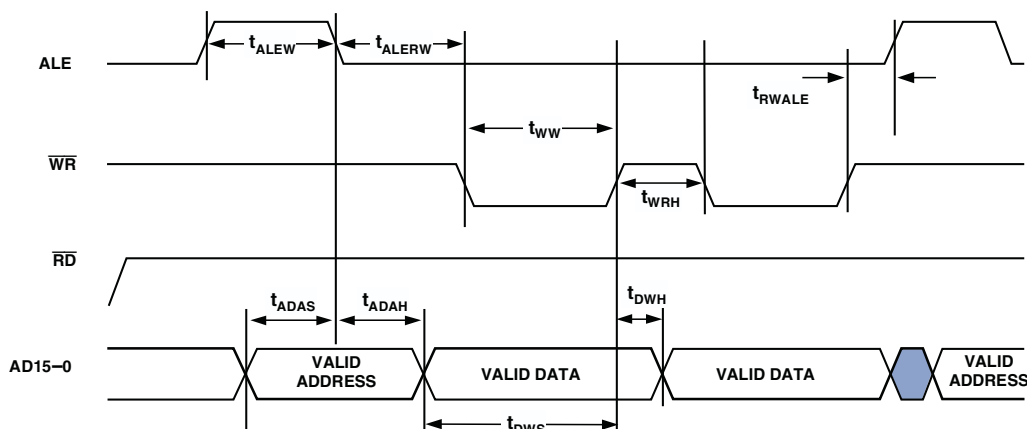 ALE
tALEW
tALERW
tRWALE
tWW
WR
tWRH
RD
tADAS
tADAH
tDWH
AD15–0
VALID
ADDRESS
VALID DATA
VALID DATA
VALID
ADDRESS
tDWS